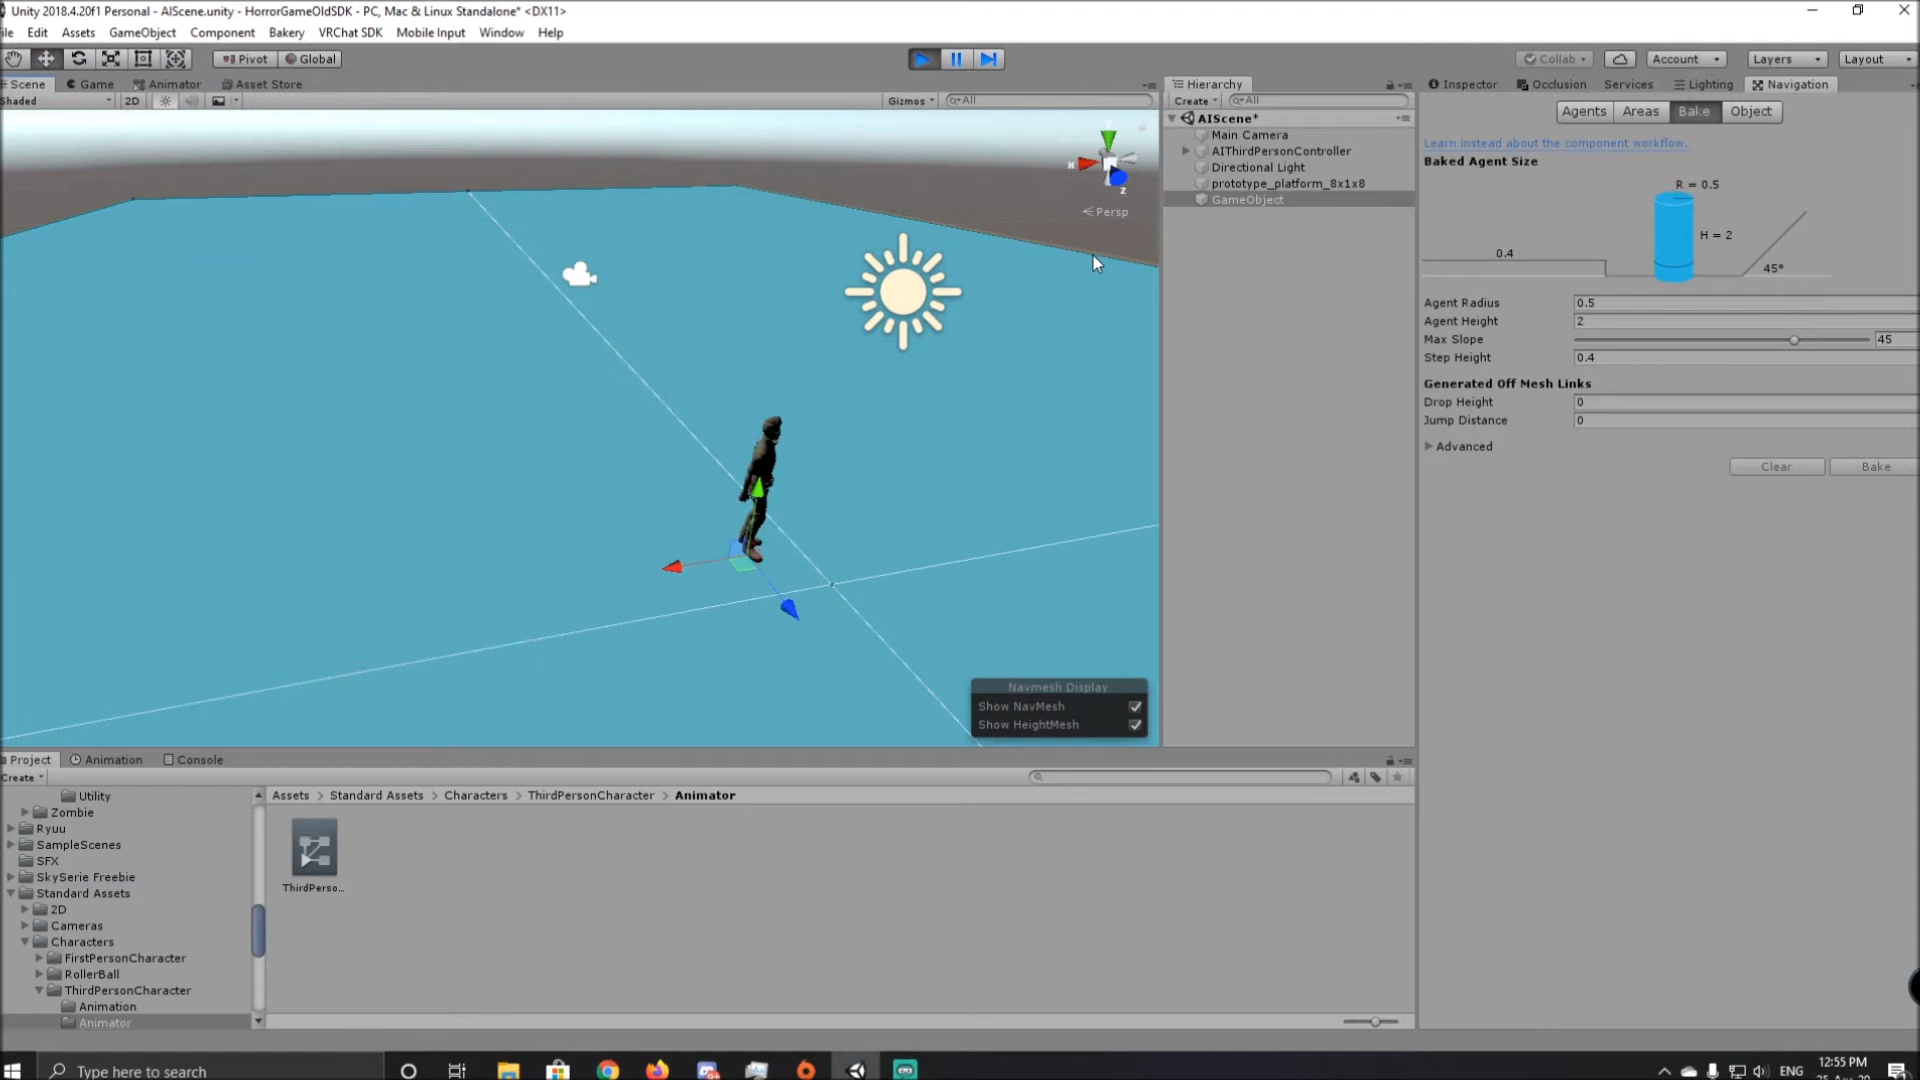 Unity 2018.4.20f1 Personal - AIScene.unity - HorrorGameOldSDK - PC, Mac & Linux Standalone* <DX11>
ile Edit Assets GameObject Component Bakery VRChat SDK Mobile Input Window Help
Pivot Global Collab Account Layers Layout
Scene Game Animator Asset Store
Shaded 2D Gizmos All
x
z
Persp
Navmesh Display
Show NavMesh
Show HeightMesh
Hierarchy
Create All
AIScene*
Main Camera
AIThirdPersonController
Directional Light
prototype_platform_8x1x8
GameObject
Inspector Occlusion Services Lighting Navigation
Agents Areas Bake Object
Learn instead about the component workflow.
Baked Agent Size
R = 0.5
H = 2
0.4
45°
Agent Radius 0.5
Agent Height 2
Max Slope 45
Step Height 0.4
Generated Off Mesh Links
Drop Height 0
Jump Distance 0
Advanced
Clear Bake
Project Animation Console
Create
Utility
Zombie
Ryuu
SampleScenes
SFX
SkySerie Freebie
Standard Assets
2D
Cameras
Characters
FirstPersonCharacter
RollerBall
ThirdPersonCharacter
Animation
Animator
Assets > Standard Assets > Characters > ThirdPersonCharacter > Animator
ThirdPerso...
Type here to search
ENG
12:55 PM